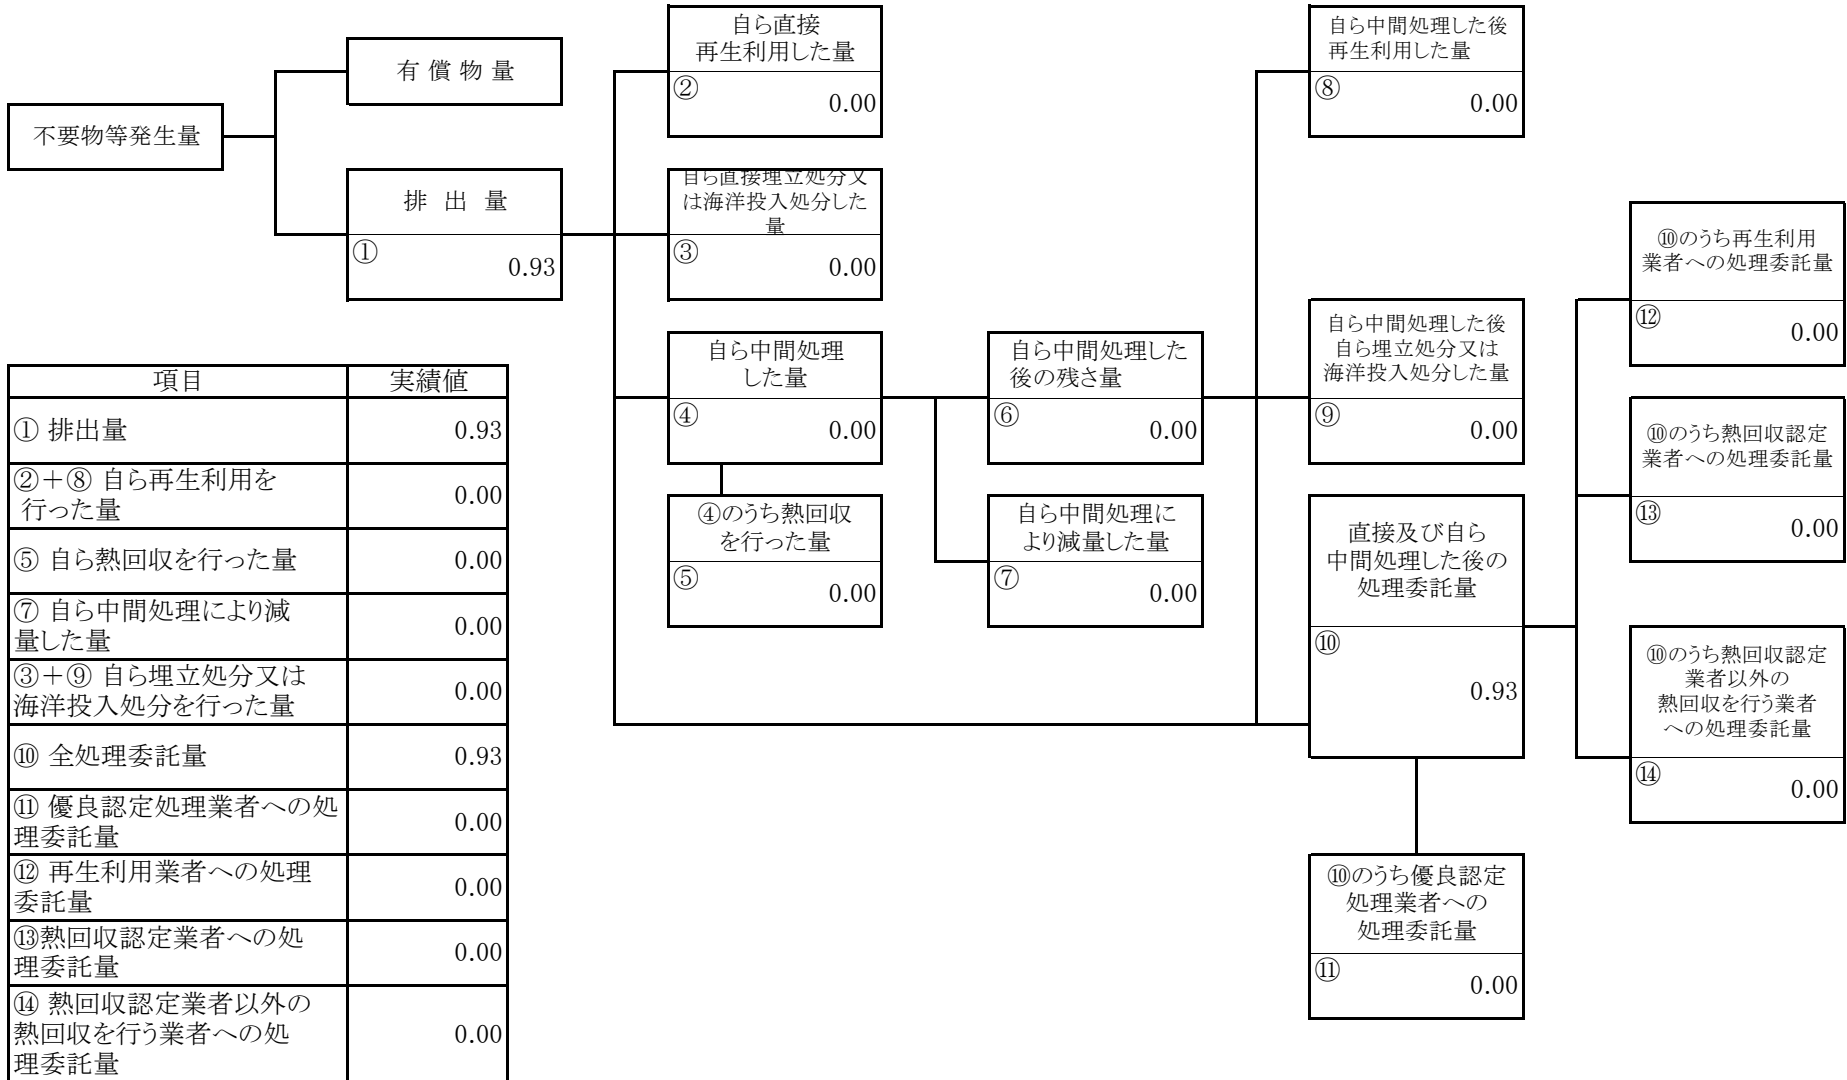 不要物等発生量
有 償 物 量
排 出 量
①
0.93
自ら直接
再生利用した量
②
0.00
自ら直接埋立処分又
は海洋投入処分した
量
③
0.00
自ら中間処理
した量
④
0.00
④のうち熱回収
を行った量
⑤
0.00
自ら中間処理した
後の残さ量
⑥
0.00
自ら中間処理に
より減量した量
⑦
0.00
自ら中間処理した後
再生利用した量
⑧
0.00
自ら中間処理した後
自ら埋立処分又は
海洋投入処分した量
⑨
0.00
直接及び自ら
中間処理した後の
処理委託量
⑩
0.93
⑩のうち優良認定
処理業者への
処理委託量
⑪
0.00
⑩のうち再生利用
業者への処理委託量
⑫
0.00
⑩のうち熱回収認定
業者への処理委託量
⑬
0.00
⑩のうち熱回収認定
業者以外の
熱回収を行う業者
への処理委託量
⑭
0.00
項目 実績値
① 排出量 0.93
②＋⑧ 自ら再生利用を
行った量 0.00
⑤ 自ら熱回収を行った量 0.00
⑦ 自ら中間処理により減
量した量 0.00
③＋⑨ 自ら埋立処分又は
海洋投入処分を行った量 0.00
⑩ 全処理委託量 0.93
⑪ 優良認定処理業者への処
理委託量 0.00
⑫ 再生利用業者への処理
委託量 0.00
⑬熱回収認定業者への処
理委託量 0.00
⑭ 熱回収認定業者以外の
熱回収を行う業者への処
理委託量 0.00